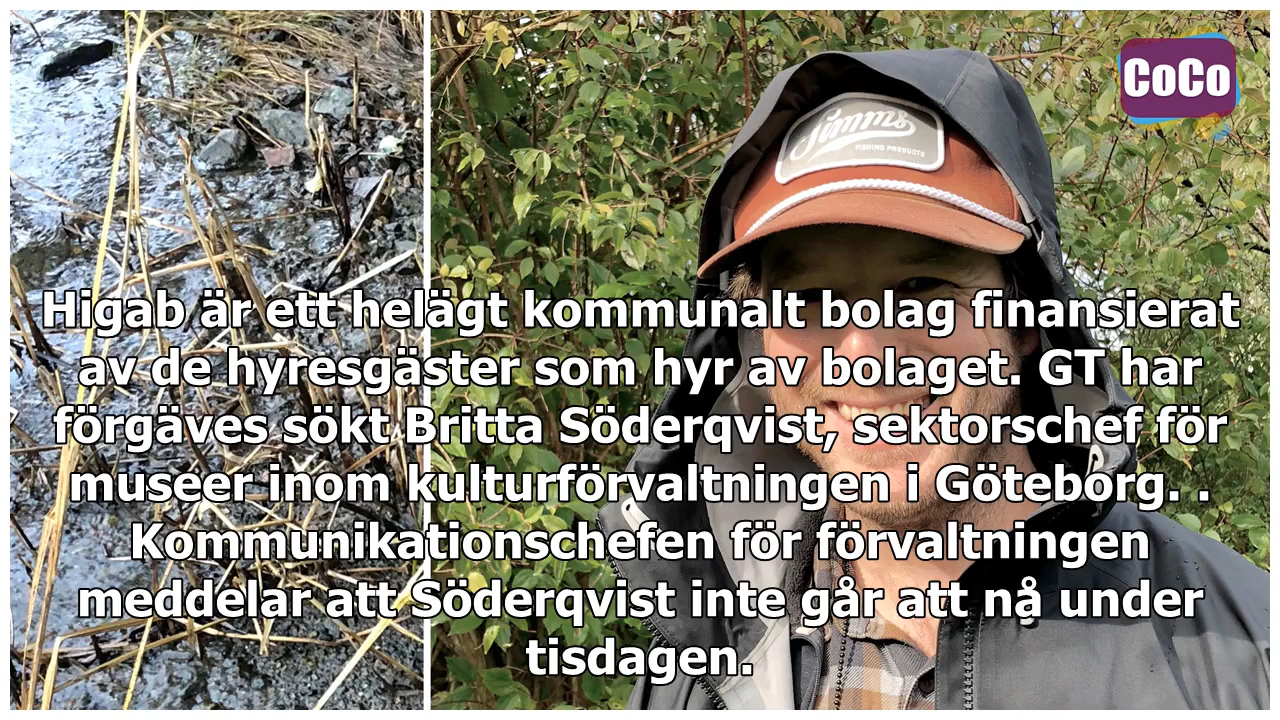 CoCo
Simms
FISHING PRODUCTS
Higab är ett helägt kommunalt bolag finansierat
av de hyresgäster som hyr av bolaget. GT har
förgäves sökt Britta Söderqvist, sektorschef för
museer inom kulturförvaltningen i Göteborg. .
Kommunikationschefen för förvaltningen
meddelar att Söderqvist inte går att nå under
tisdagen.